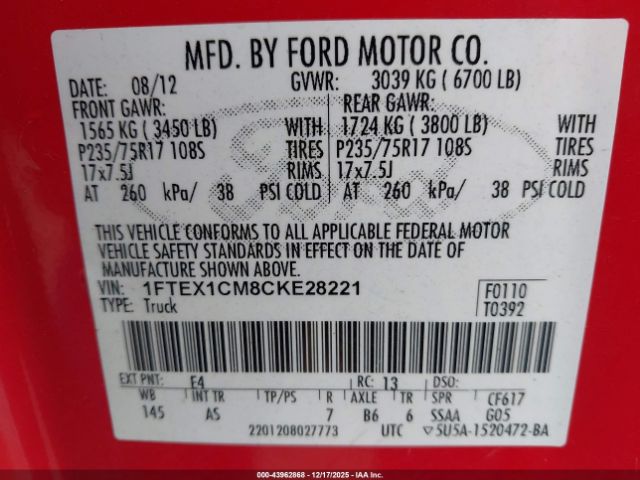 MFD. BY FORD MOTOR CO.
DATE: 08/12 GVWR: 3039 KG ( 6700 LB)
FRONT GAWR: REAR GAWR:
1565 KG ( 3450 LB) WITH 1724 KG ( 3800 LB) WITH
P235/75R17 108S TIRES P235/75R17 108S TIRES
17x7.5J RIMS 17x7.5J RIMS
AT 260 kPa/ 38 PSI COLD AT 260 kPa/ 38 PSI COLD
THIS VEHICLE CONFORMS TO ALL APPLICABLE FEDERAL MOTOR
VEHICLE SAFETY STANDARDS IN EFFECT ON THE DATE OF
MANUFACTURE SHOWN ABOVE.
VIN: 1FTEX1CM8CKE28221 F0110
TYPE: Truck T0392
EXT PNT: E4 RC: 13 DSO:
WB INT TR TP/PS R AXLE TR SPR CF617
145 AS 7 B6 6 SSAA G05
2201208027773 UTC ▽5U5A-1520472-BA
000-43962868 - 12/17/2025 - IAAI.COM